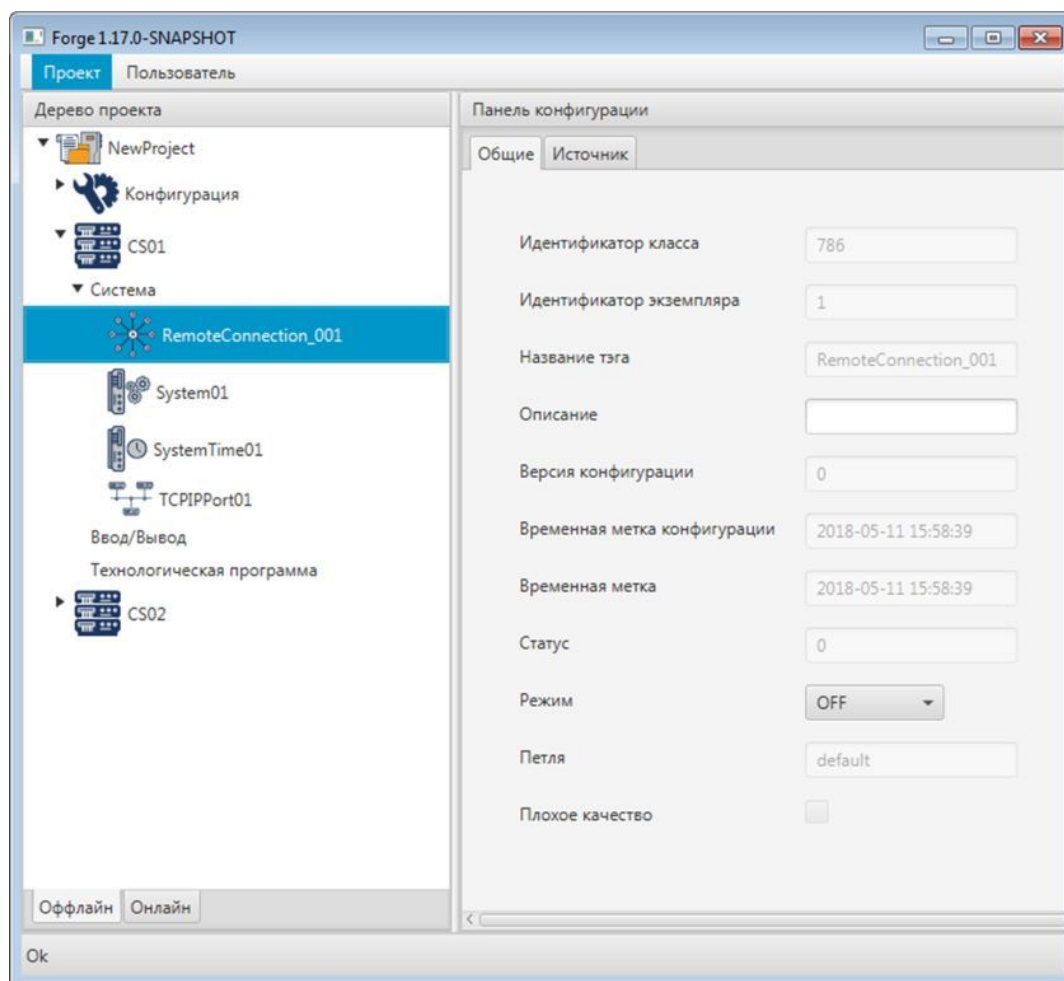 Forge 1.17.0-SNAPSHOT
Проект Пользователь
Дерево проекта
NewProject
Конфигурация
CS01
Система
RemoteConnection_001
System01
SystemTime01
TCPIPPort01
Ввод/Вывод
Технологическая программа
CS02
Оффлайн Онлайн
Панель конфигурации
Общие Источник
Идентификатор класса 786
Идентификатор экземпляра 1
Название тэга RemoteConnection_001
Описание
Версия конфигурации 0
Временная метка конфигурации 2018-05-11 15:58:39
Временная метка 2018-05-11 15:58:39
Статус 0
Режим OFF
Петля default
Плохое качество
Ok